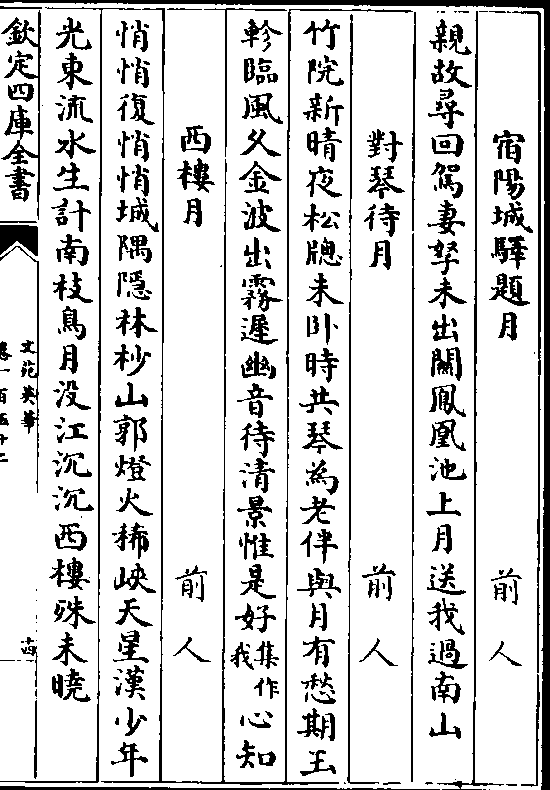 宿陽城驛題月　前人
親故尋回駕妻孥未出關鳳凰池上月送我過南山
對琴待月　前人
竹院新晴夜松牕未卧時共琴為老伴與月有愁期玉
軫臨風久金波出霧遲幽音待清景惟是好集作我心知
西樓月　前人
悄悄復悄悄城隅隱林杪山郭燈火稀峽天星漢少年
光東流水生計南枝鳥月没江沉沉西樓殊未曉
欽定四庫全書
文苑英華
卷一百五十二
十四